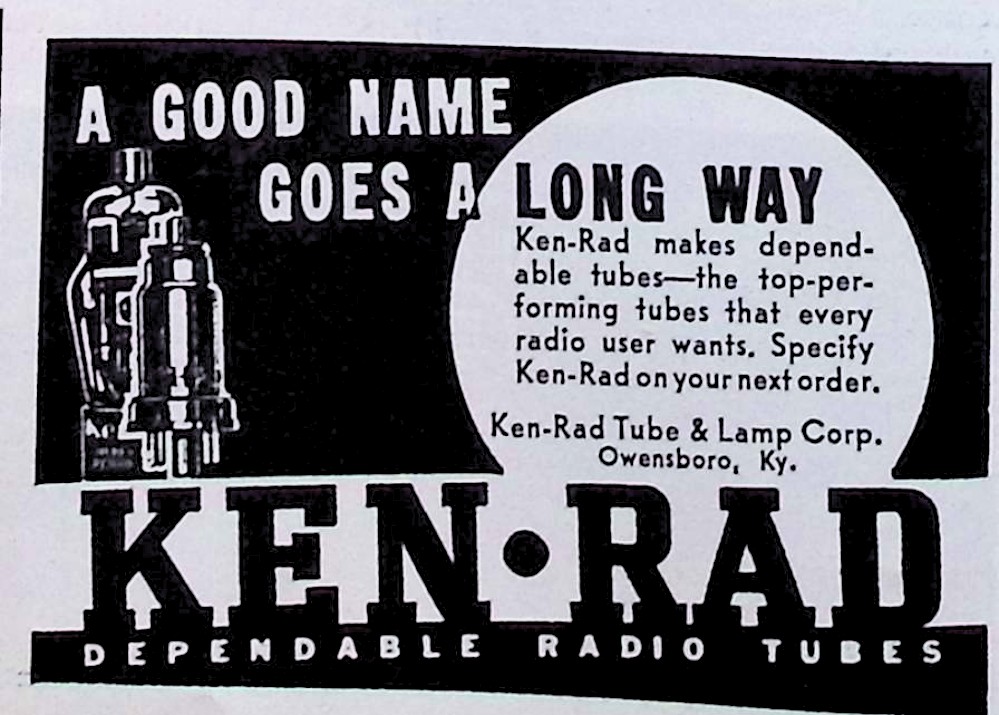 A GOOD NAME
GOES A LONG WAY
Ken-Rad makes depend-
able tubes—the top-per-
forming tubes that every
radio user wants. Specify
Ken-Rad on your next order.
Ken-Rad Tube & Lamp Corp.
Owensboro, Ky.
KEN•RAD
DEPENDABLE RADIO TUBES